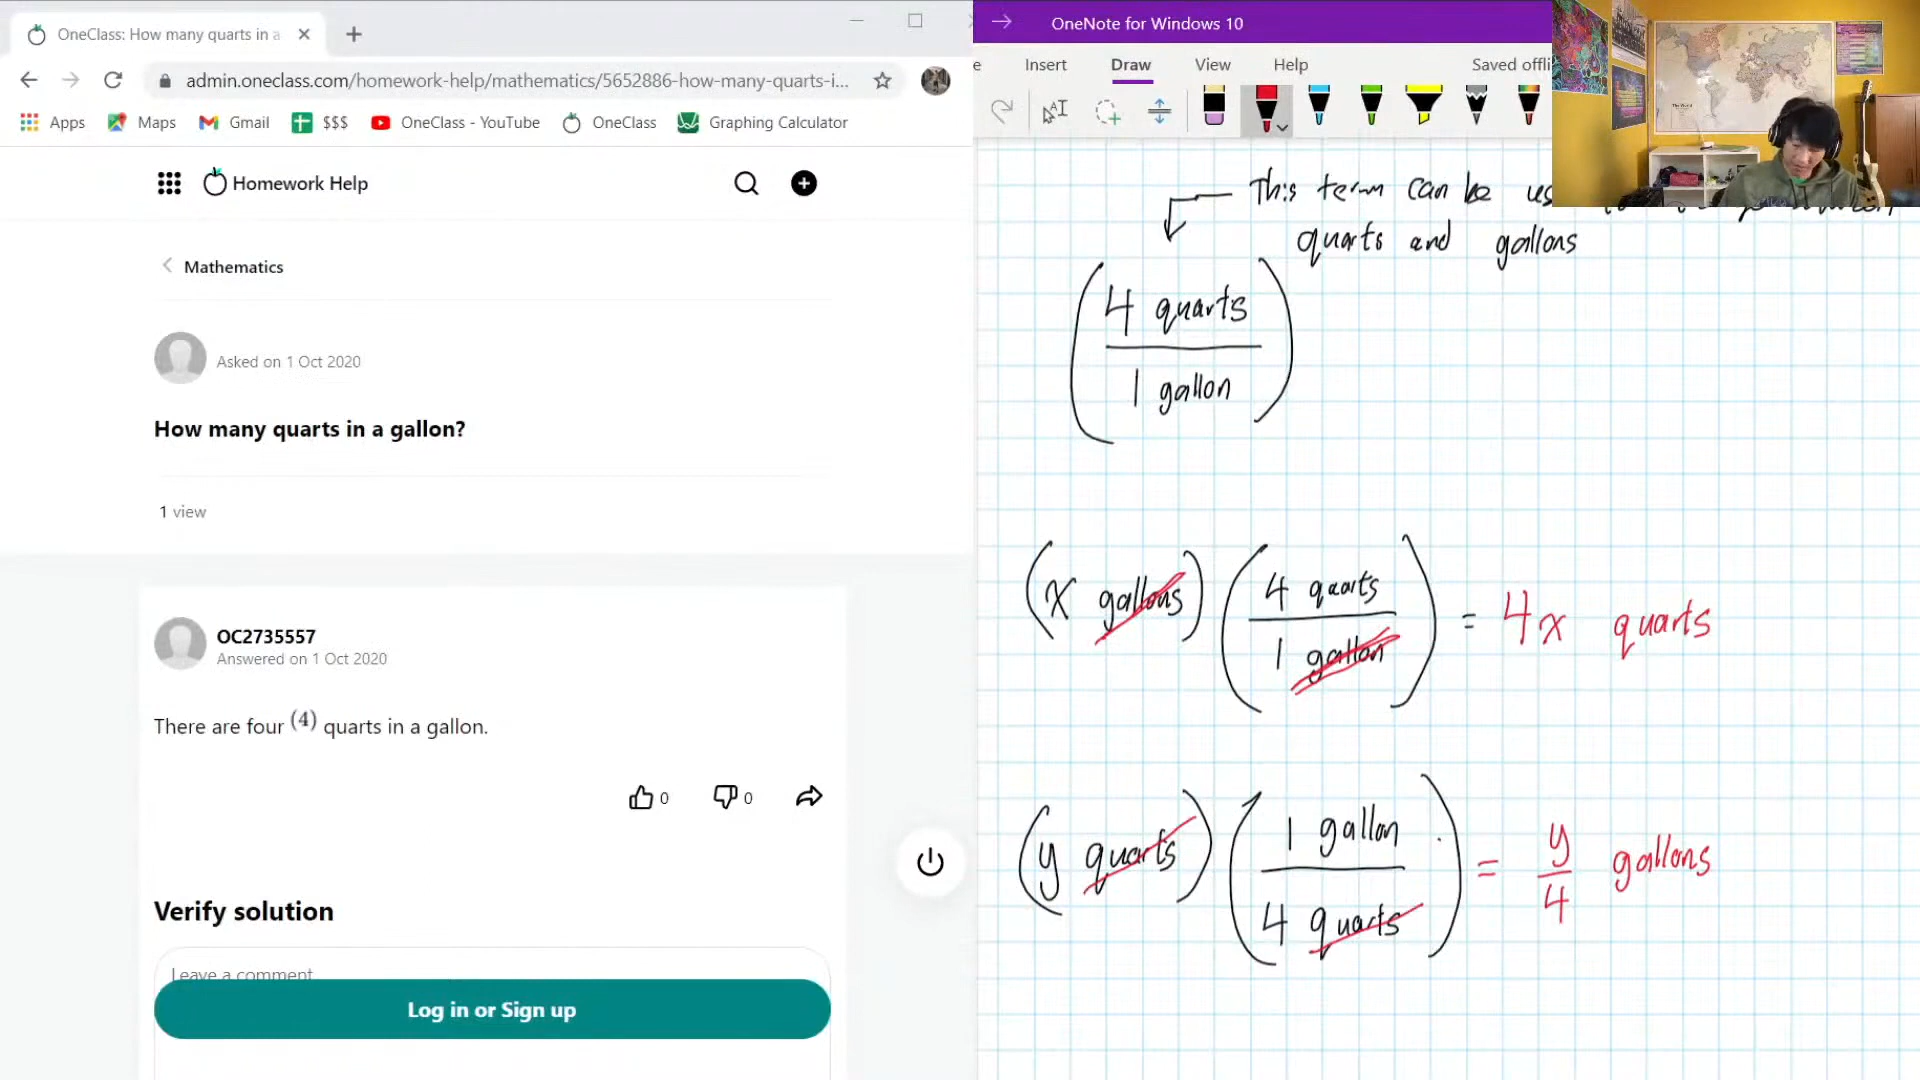 OneClass: How many quarts in a
admin.oneclass.com/homework-help/mathematics/5652886-how-many-quarts-i...
Apps
Maps
Gmail
$$$
OneClass - YouTube
OneClass
Graphing Calculator
Homework Help
Mathematics
Asked on 1 Oct 2020
How many quarts in a gallon?
1 view
OC2735557
Answered on 1 Oct 2020
There are four (4) quarts in a gallon.
0
0
Verify solution
Leave a comment
Log in or Sign up
OneNote for Windows 10
Insert
Draw
View
Help
Saved offli
This term can be us
quarts and gallons
4 quarts
1 gallon
(x gallons) (4 quarts
1 gallon) = 4x quarts
(y quarts) (1 gallon
4 quarts) = y
4 gallons